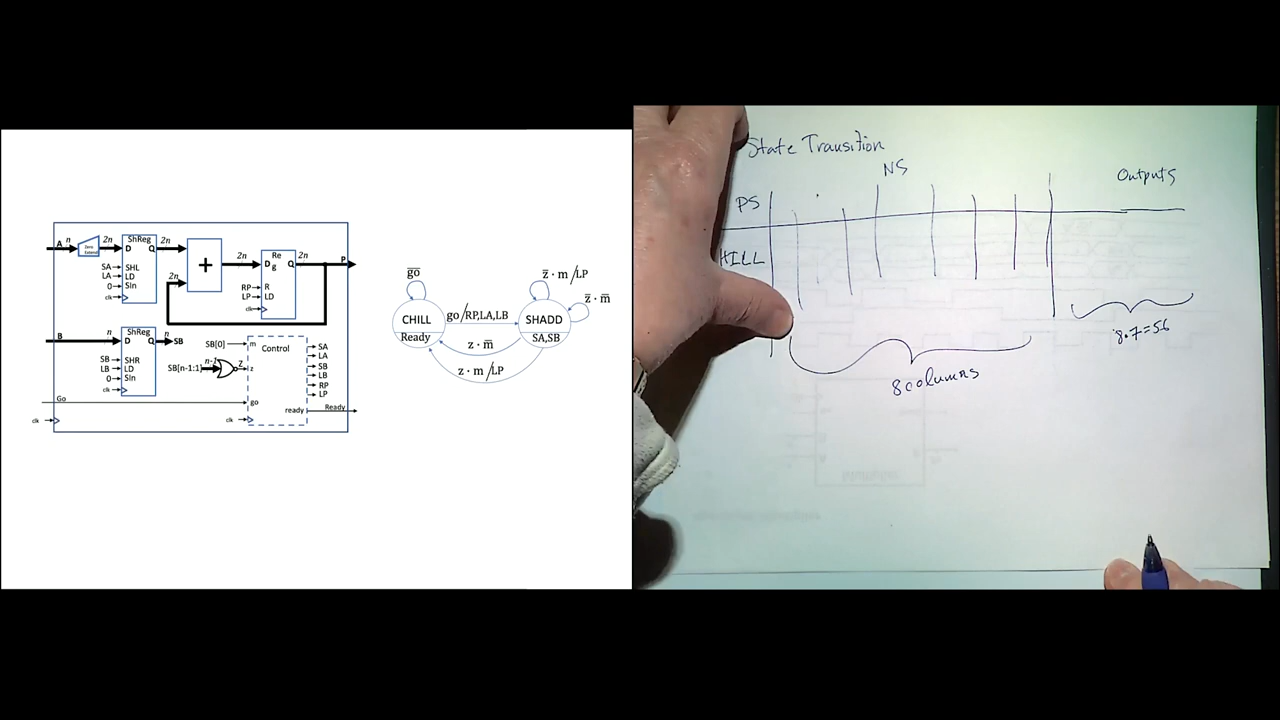 A n
Zero Extend
2n
ShReg
D Q
2n
SA SHL
LA LD
0 SIn
clk
+
2n
2n
Re g
D Q
2n
P
RP R
LP LD
clk
B n
ShReg
D Q
n SB
SB SHR
LB LD
0 SIn
clk
SB[0] m
SB[n-1:1] n-1 Z z
Control
SA
LA
SB
LB
RP
LP
Go go
ready Ready
clk clk
g̅o̅
CHILL
Ready
go/RP,LA,LB
z · m̅
z · m /LP
z̅ · m /LP
z̅ · m̅
SHADD
SA,SB
State Transition
NS
Outputs
PS
HILL
8 columns
8·7=56